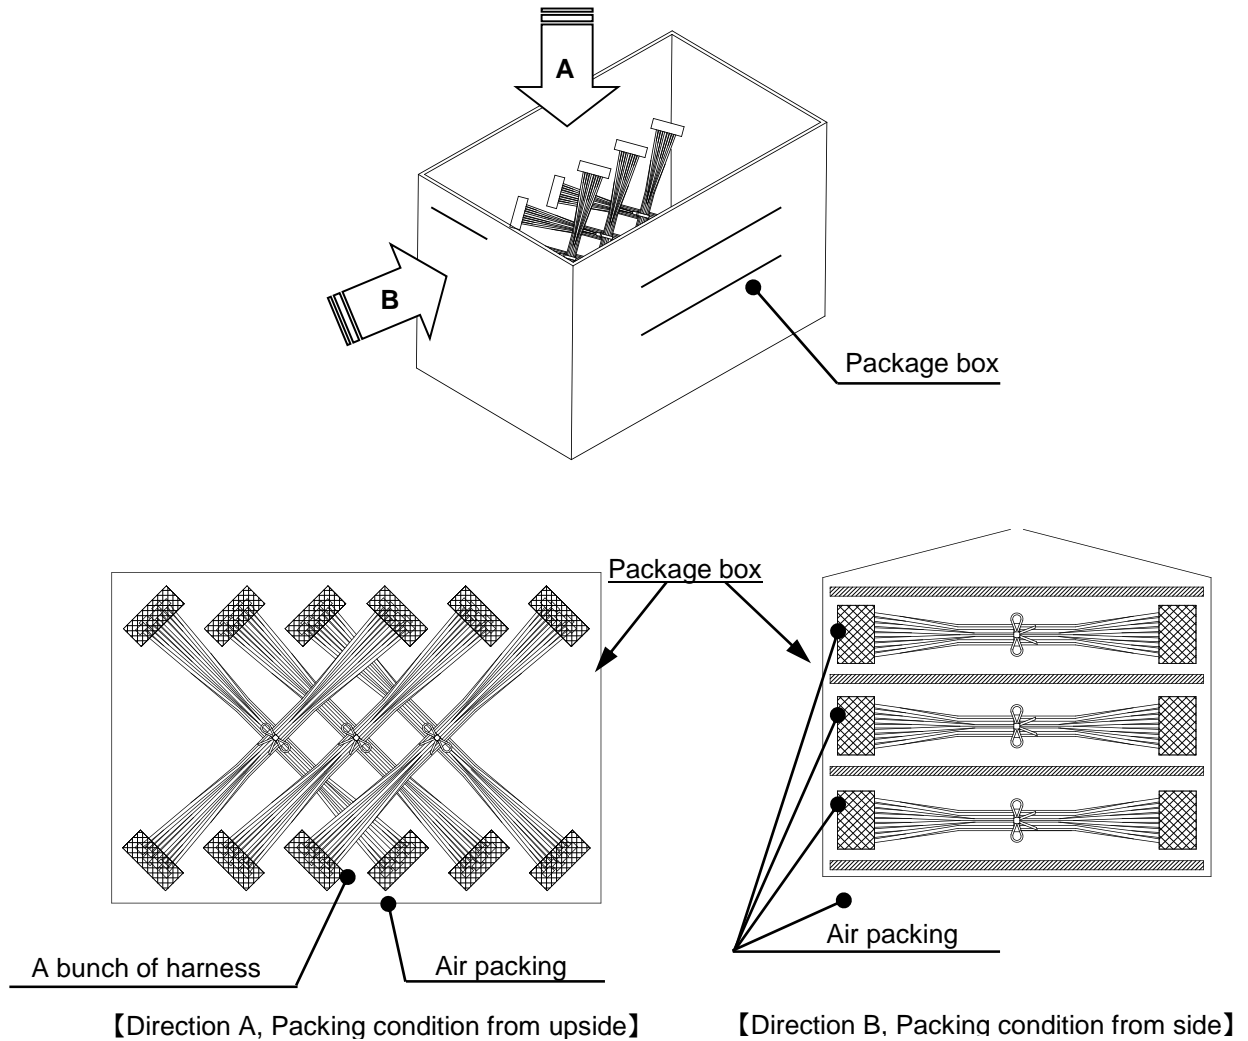 A
B
Package box
Package box
A bunch of harness
Air packing
Air packing
【Direction A, Packing condition from upside】
【Direction B, Packing condition from side】